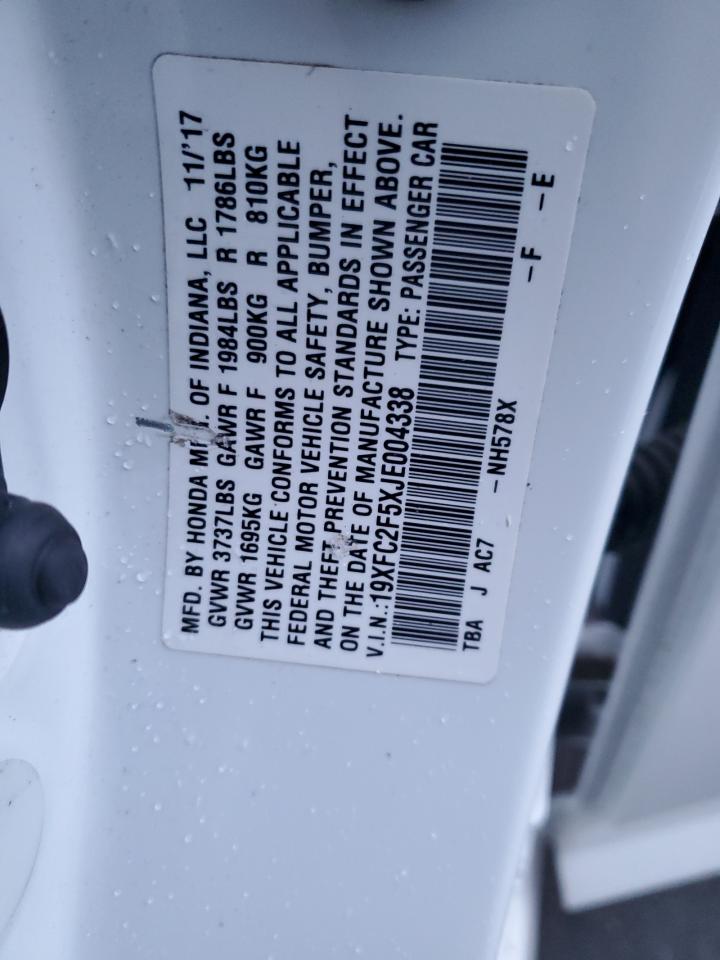 MFD. BY HONDA MF . OF INDIANA, LLC 11/'17
GVWR 3737LBS GAWR F 1984LBS R 1786LBS
GVWR 1695KG GAWR F 900KG R 810KG
THIS VEHICLE CONFORMS TO ALL APPLICABLE
FEDERAL MOTOR VEHICLE SAFETY, BUMPER,
AND THEFT PREVENTION STANDARDS IN EFFECT
ON THE DATE OF MANUFACTURE SHOWN ABOVE.
V.I.N.:19XFC2F5XJE004338 TYPE: PASSENGER CAR
TBA J AC7 -NH578X -F -E